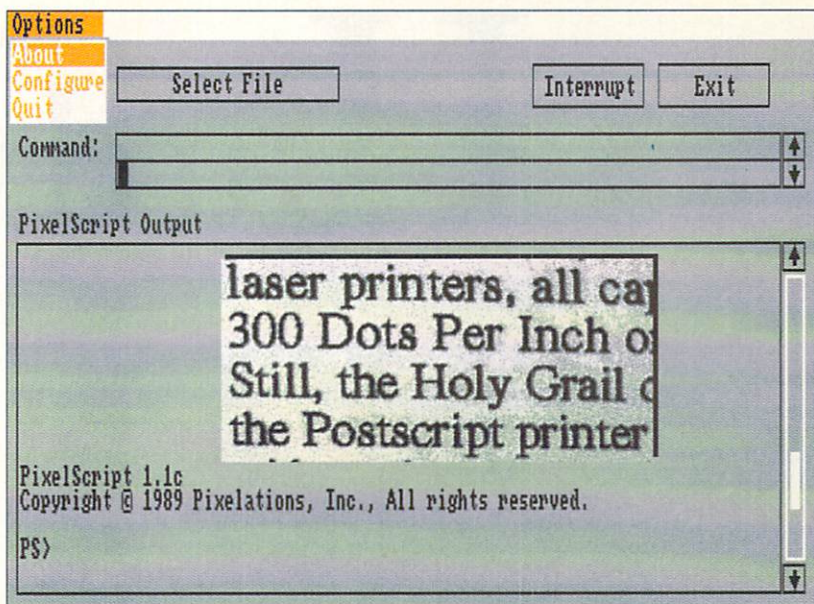 Options
About
Configure
Quit
Select File
Interrupt
Exit
Command:
PixelScript Output
laser printers, all
300 Dots Per Inch
Still, the Holy Grail
the Postscript printer
PixelScript 1.1c
Copyright © 1989 Pixelations, Inc., All rights reserved.
PS>